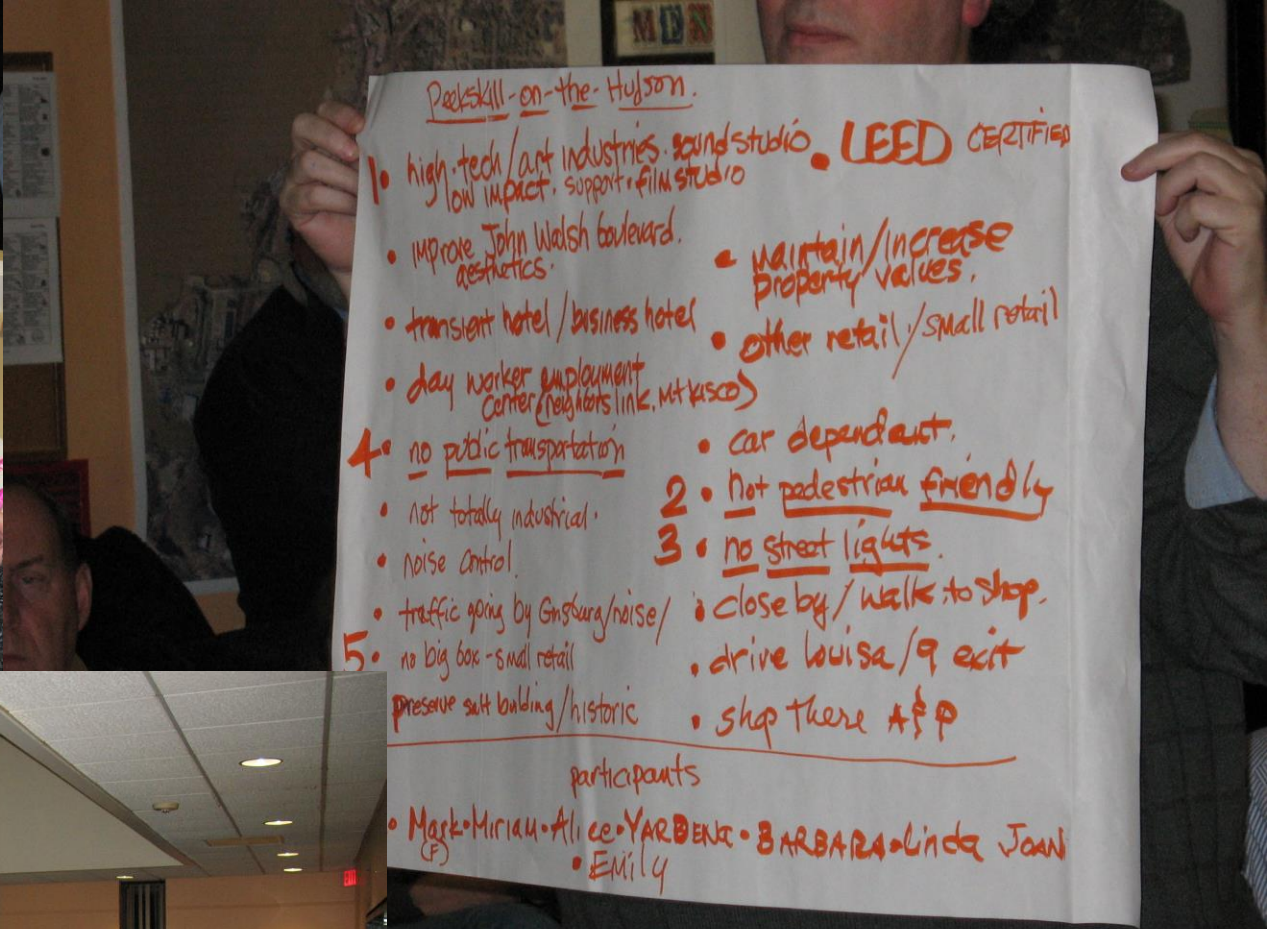 MEN
Peekskill-on-the-Hudson.
1. high-tech/art industries. sound studio
low impact. support. film studio
• improve John Walsh boulevard.
aesthetics.
• transient hotel/business hotel
• day worker employment
center (neighbors link, Mt Kisco)
4• no public transportation
• not totally industrial.
• noise control.
• traffic going by Ginsburg/noise/
5• no big box-small retail
preserve salt building/historic
• LEED CERTIFIED
• Maintain/increase
property values.
• other retail/small retail
• car dependant.
2• not pedestrian friendly
3• no street lights.
• close by/walk.to shop.
• drive louisa/9 exit
• shop there A&P
participants
• Mark•Miriam•Alice•YARDENA•BARBARA•Linda JOAN
(F)
• Emily